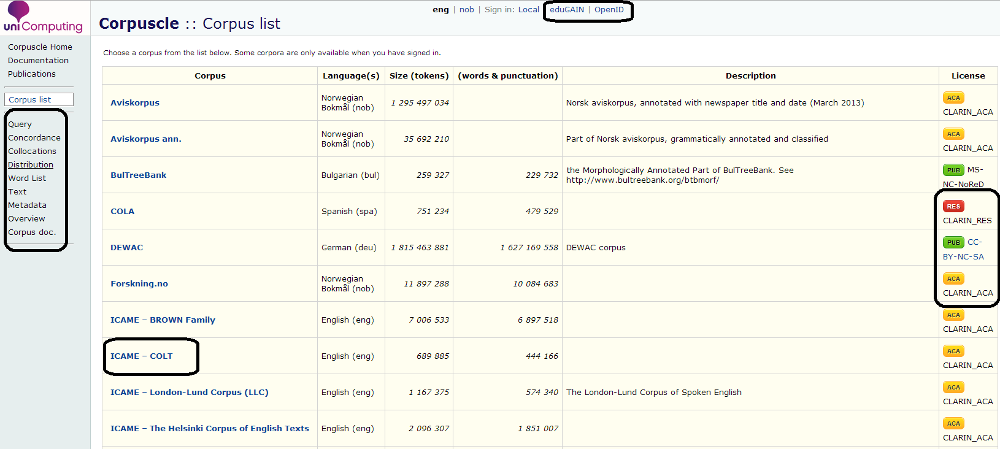 uni Computing
eng | nob | Sign in: Local eduGAIN | OpenID
Corpuscle :: Corpus list
Corpuscle Home
Documentation
Publications
Corpus list
Query
Concordance
Collocations
Distribution
Word List
Text
Metadata
Overview
Corpus doc.
Choose a corpus from the list below. Some corpora are only available when you have signed in.
Corpus Language(s) Size (tokens) (words & punctuation) Description License
Aviskorpus Norwegian Bokmål (nob) 1 295 497 034 Norsk aviskorpus, annotated with newspaper title and date (March 2013) ACA CLARIN_ACA
Aviskorpus ann. Norwegian Bokmål (nob) 35 692 210 Part of Norsk aviskorpus, grammatically annotated and classified ACA CLARIN_ACA
BulTreeBank Bulgarian (bul) 259 327 229 732 the Morphologically Annotated Part of BulTreeBank. See http://www.bultreebank.org/btbmorf/ PUB MS-NC-NoReD
COLA Spanish (spa) 751 234 479 529 RES CLARIN_RES
DEWAC German (deu) 1 815 463 881 1 627 169 558 DEWAC corpus PUB CC-BY-NC-SA
Forskning.no Norwegian Bokmål (nob) 11 897 288 10 084 683 ACA CLARIN_ACA
ICAME – BROWN Family English (eng) 7 006 533 6 897 518 ACA CLARIN_ACA
ICAME – COLT English (eng) 689 885 444 166 ACA CLARIN_ACA
ICAME – London-Lund Corpus (LLC) English (eng) 1 167 375 574 340 The London-Lund Corpus of Spoken English ACA CLARIN_ACA
ICAME – The Helsinki Corpus of English Texts English (eng) 2 096 307 1 851 007 ACA CLARIN_ACA